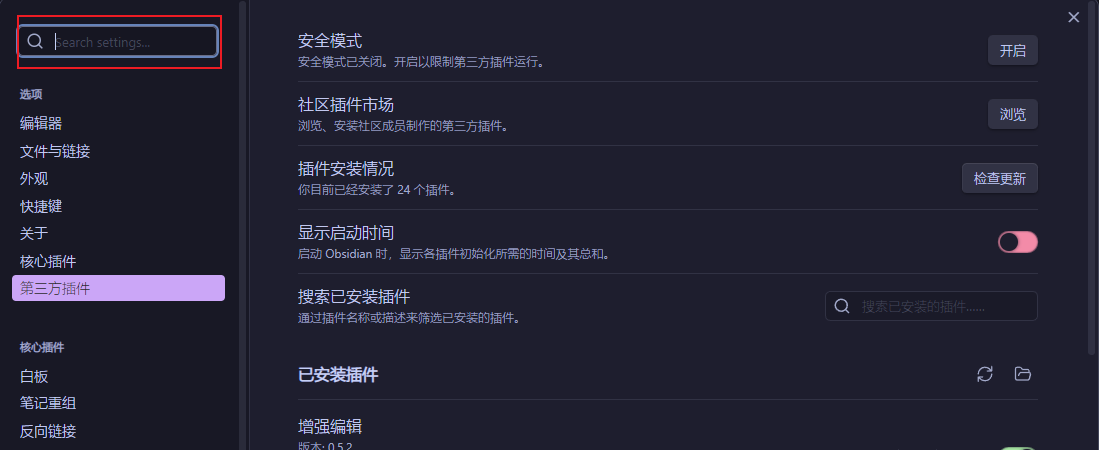 Search settings...
选项
编辑器
文件与链接
外观
快捷键
关于
核心插件
第三方插件
核心插件
白板
笔记重组
反向链接
安全模式
安全模式已关闭。开启以限制第三方插件运行。
开启
社区插件市场
浏览、安装社区成员制作的第三方插件。
浏览
插件安装情况
你目前已经安装了 24 个插件。
检查更新
显示启动时间
启动 Obsidian 时，显示各插件初始化所需的时间及其总和。
搜索已安装插件
通过插件名称或描述来筛选已安装的插件。
搜索已安装的插件......
已安装插件
增强编辑
版本: 0.5.2